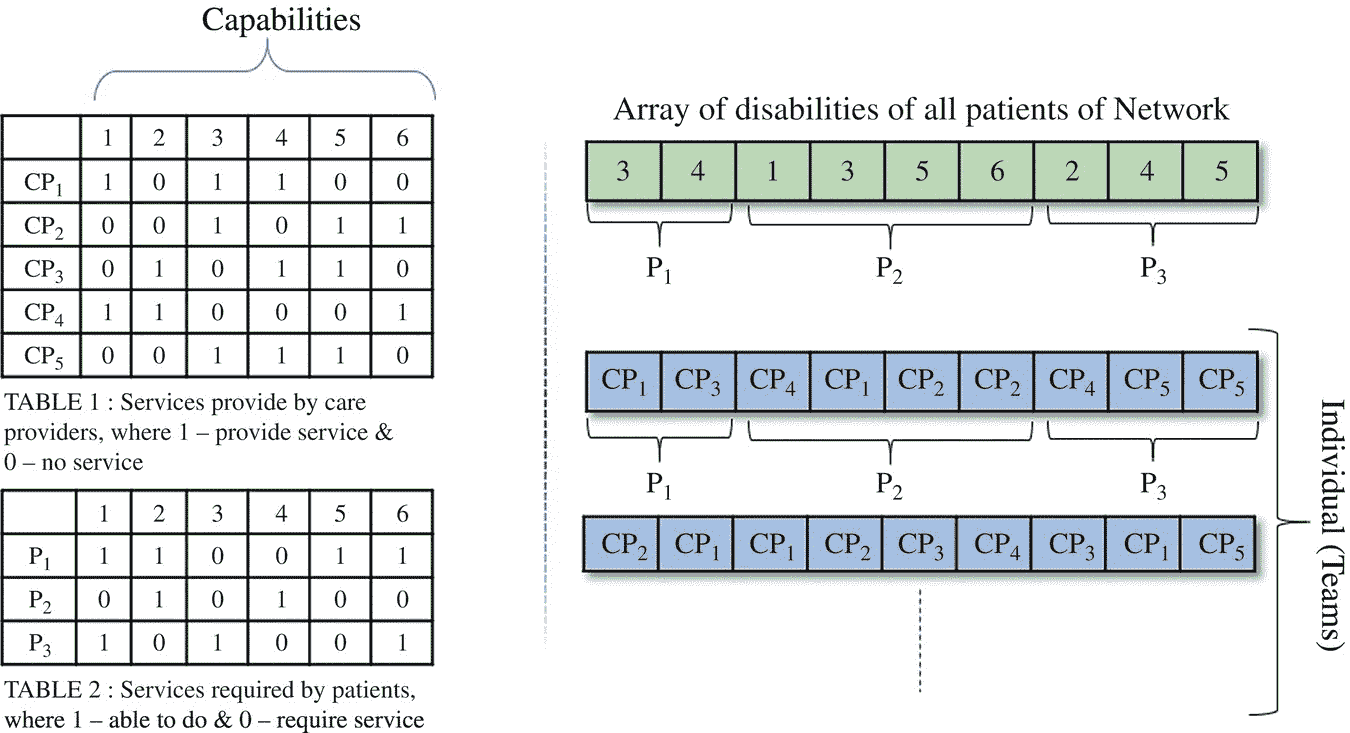 Capabilities
1 2 3 4 5 6
CP1 1 0 1 1 0 0
CP2 0 0 1 0 1 1
CP3 0 1 0 1 1 0
CP4 1 1 0 0 0 1
CP5 0 0 1 1 1 0
TABLE 1 : Services provide by care
providers, where 1 – provide service &
0 – no service
1 2 3 4 5 6
P1 1 1 0 0 1 1
P2 0 1 0 1 0 0
P3 1 0 1 0 0 1
TABLE 2 : Services required by patients,
where 1 – able to do & 0 – require service
Array of disabilities of all patients of Network
3 4 1 3 5 6 2 4 5
P1 P2 P3
CP1 CP3 CP4 CP1 CP2 CP2 CP4 CP5 CP5
P1 P2 P3
CP2 CP1 CP1 CP2 CP3 CP4 CP3 CP1 CP5
Individual (Teams)